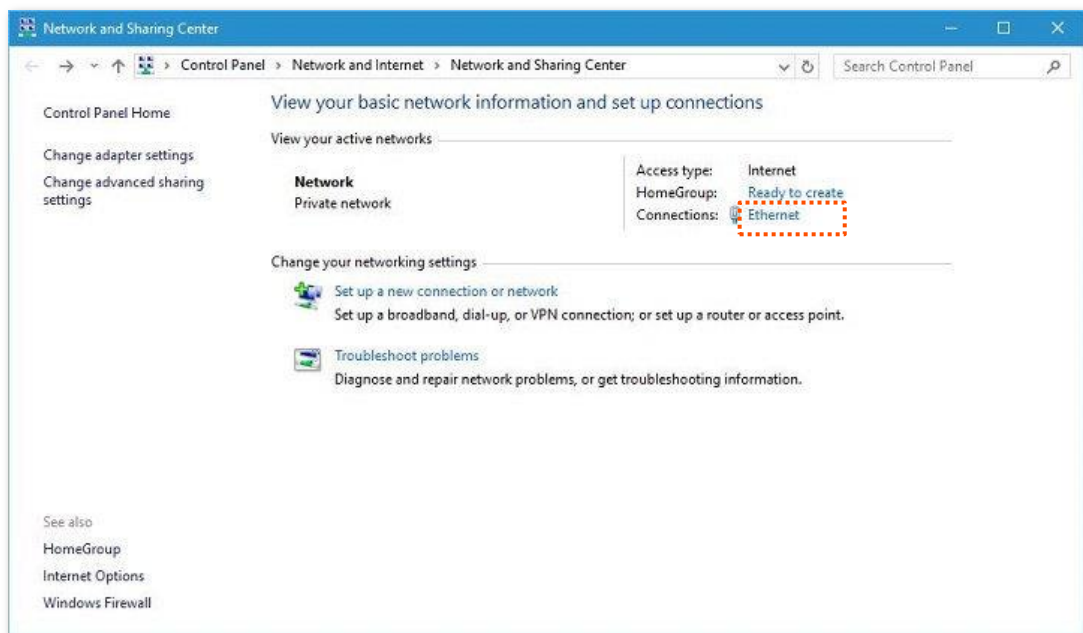 Network and Sharing Center
Control Panel > Network and Internet > Network and Sharing Center
Search Control Panel
Control Panel Home
Change adapter settings
Change advanced sharing
settings
View your basic network information and set up connections
View your active networks
Network
Private network
Access type: Internet
HomeGroup: Ready to create
Connections: Ethernet
Change your networking settings
Set up a new connection or network
Set up a broadband, dial-up, or VPN connection; or set up a router or access point.
Troubleshoot problems
Diagnose and repair network problems, or get troubleshooting information.
See also
HomeGroup
Internet Options
Windows Firewall